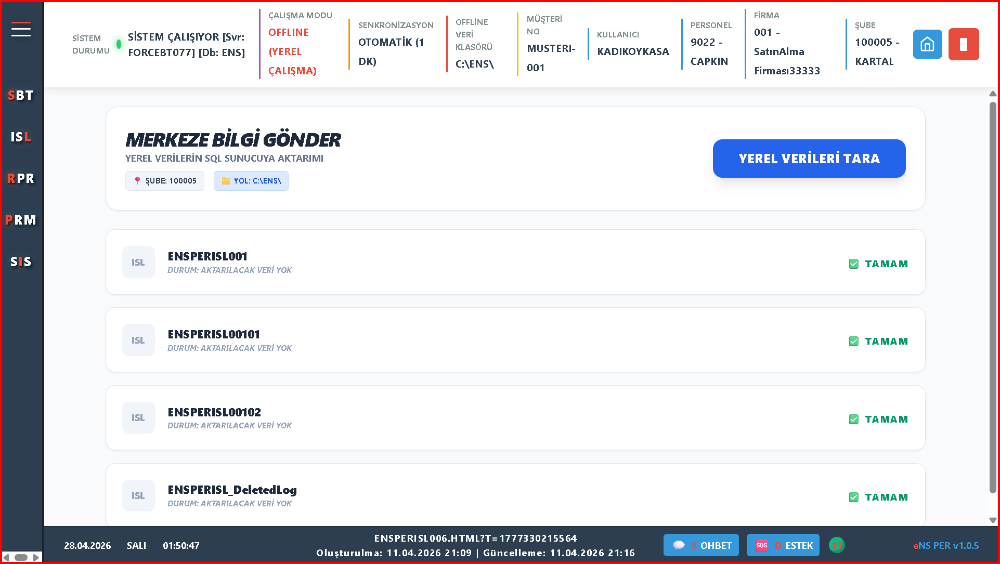 SİSTEM DURUMU
SİSTEM ÇALIŞIYOR [Svr: FORCEBT077] [Db: ENS]
ÇALIŞMA MODU
OFFLINE
(YEREL
ÇALIŞMA)
SENKRONİZASYON
OTOMATİK (1
DK)
OFFLİNE
VERİ
KLASÖRÜ
C:\ENS\
MÜŞTERİ
NO
MUSTERI-
001
KULLANICI
KADIKOYKASA
PERSONEL
9022 -
CAPKIN
FİRMA
001 -
SatınAlma
Firması33333
ŞUBE
100005 -
KARTAL
SBT
ISL
RPR
PRM
SIS
MERKEZE BİLGİ GÖNDER
YEREL VERİLERİN SQL SUNUCUYA AKTARIMI
ŞUBE: 100005
YOL: C:\ENS\
YEREL VERİLERİ TARA
ISL
ENSPERISL001
DURUM: AKTARILACAK VERİ YOK
TAMAM
ISL
ENSPERISL00101
DURUM: AKTARILACAK VERİ YOK
TAMAM
ISL
ENSPERISL00102
DURUM: AKTARILACAK VERİ YOK
TAMAM
ISL
ENSPERISL_DeletedLog
DURUM: AKTARILACAK VERİ YOK
TAMAM
28.04.2026 SALI 01:50:47
ENSPERISL006.HTML?T=1777330215564
Oluşturulma: 11.04.2026 21:09 | Güncelleme: 11.04.2026 21:16
S OHBET
SOS D ESTEK
11
eNS PER v1.0.5